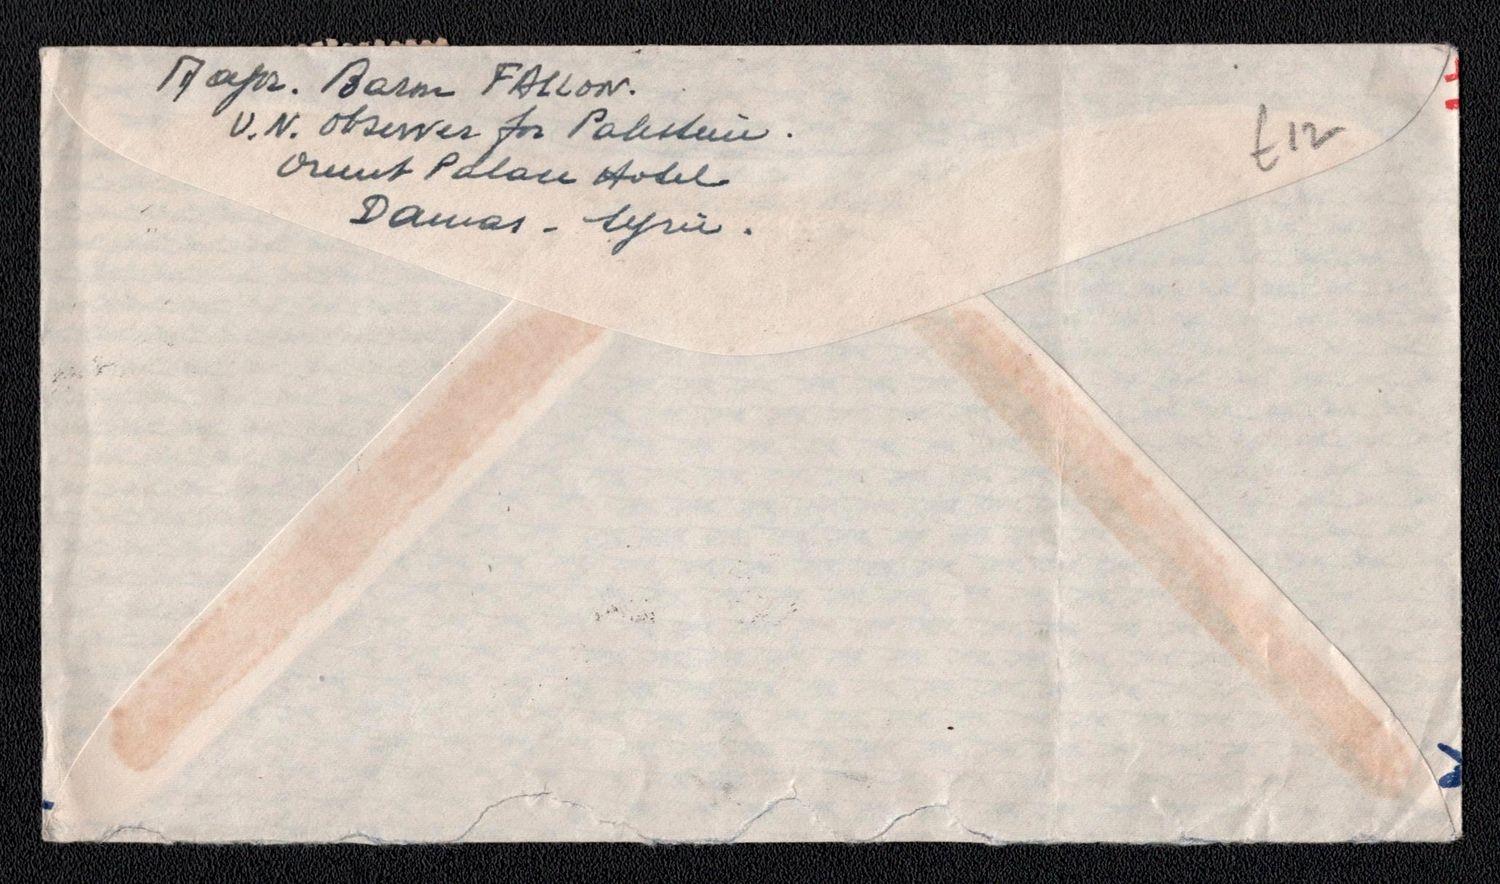 Major. Baron FALLON.
U.N. Observer for Palestine.
Orient Palace Hotel
Damas - Syrie.
£12